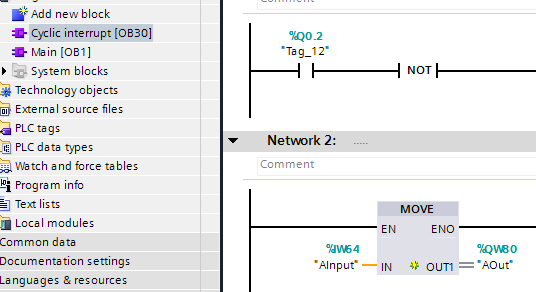 Add new block
Cyclic interrupt [OB30]
Main [OB1]
System blocks
Technology objects
External source files
PLC tags
PLC data types
Watch and force tables
Program info
Text lists
Local modules
Common data
Documentation settings
Languages & resources
Comment
%Q0.2
"Tag_12"
NOT
Network 2: .....
Comment
MOVE
EN ENO
%IW64 %QW80
"AInput" IN OUT1 "AOut"